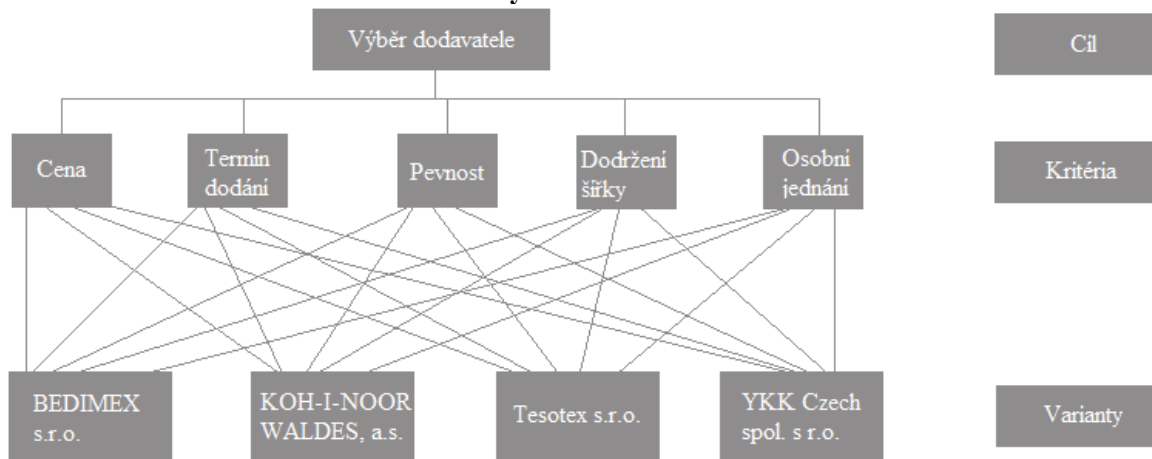 Výběr dodavatele
Cíl
Cena
Termín
dodání
Pevnost
Dodržení
šířky
Osobní
jednání
Kritéria
BEDIMEX
s.r.o.
KOH-I-NOOR
WALDES, a.s.
Tesotex s.r.o.
YKK Czech
spol. s r.o.
Varianty